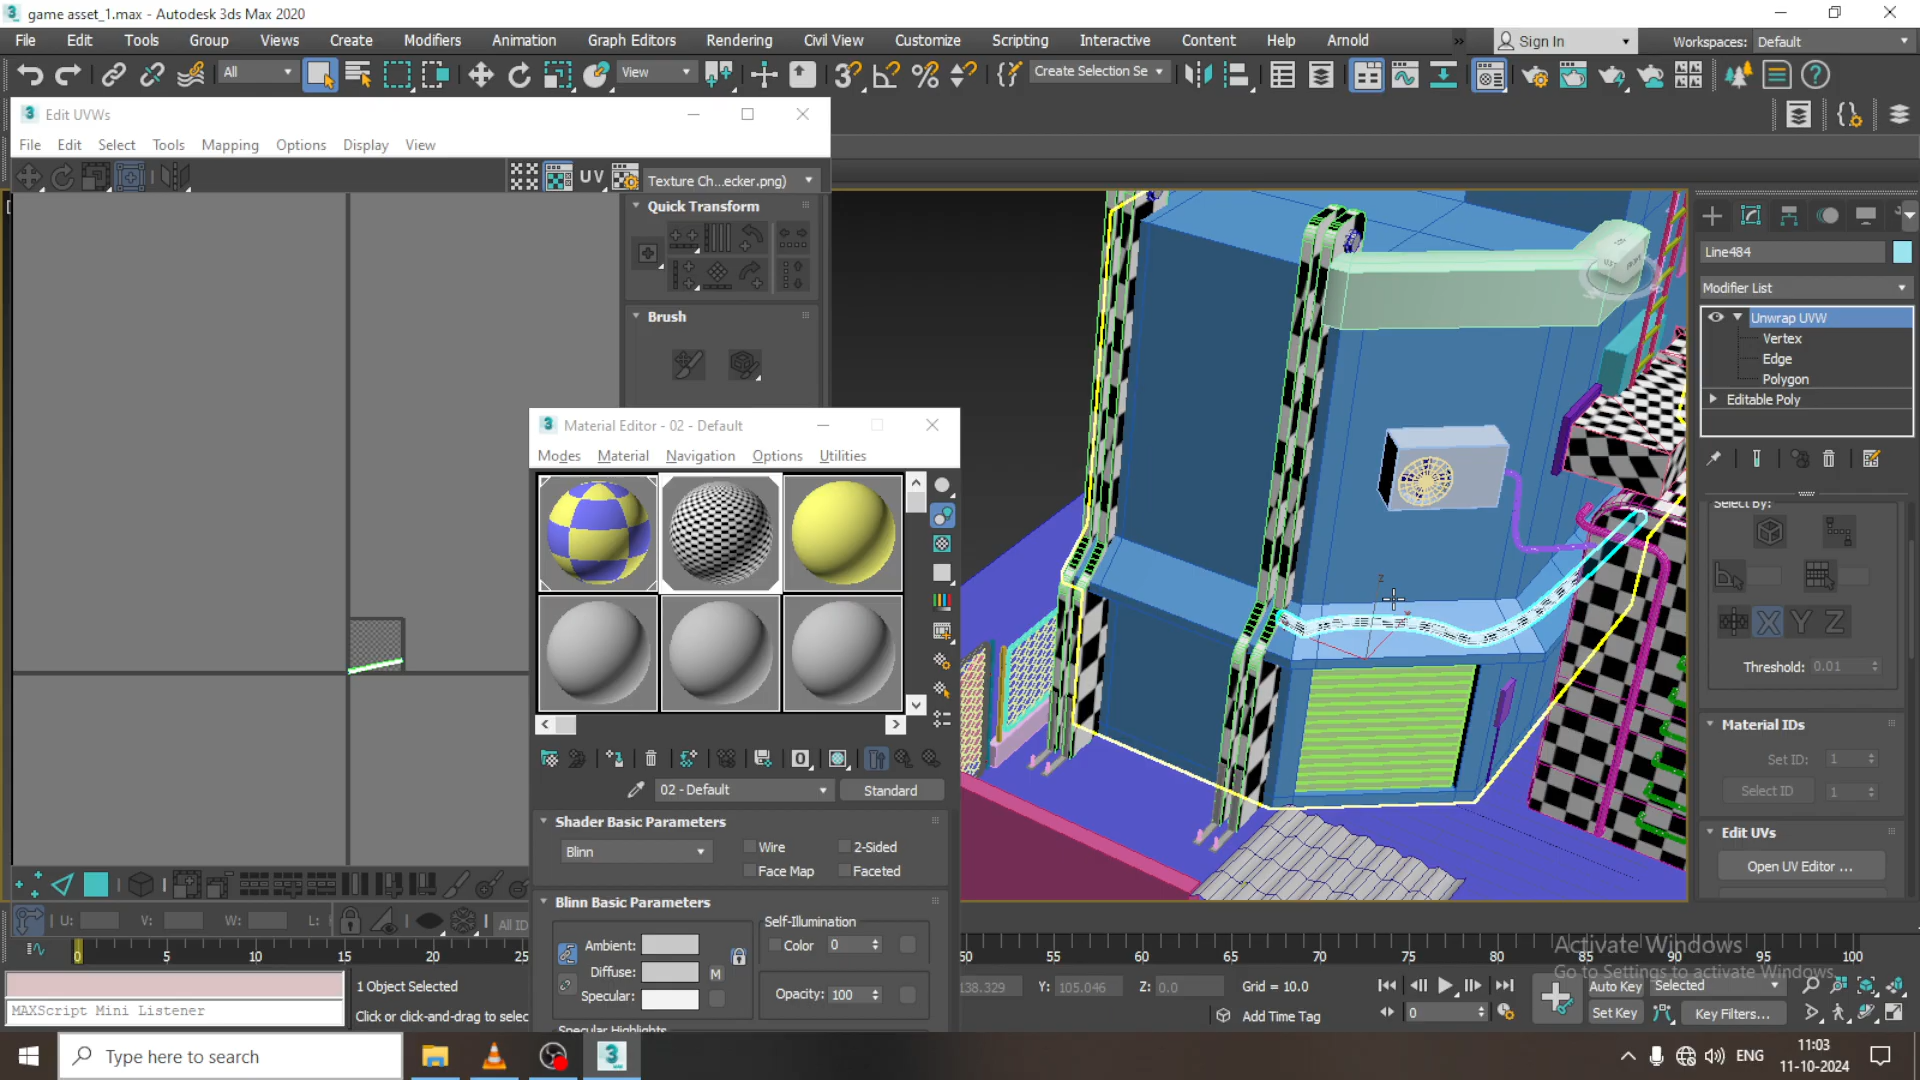 game asset_1.max - Autodesk 3ds Max 2020
File Edit Tools Group Views Create Modifiers Animation Graph Editors Rendering Civil View Customize Scripting Interactive Content Help Arnold
Sign In
Workspaces: Default
All
View
Create Selection Se
Edit UVWs
File Edit Select Tools Mapping Options Display View
UV
Texture Ch...ecker.png)
Quick Transform
Brush
Material Editor - 02 - Default
Modes Material Navigation Options Utilities
02 - Default
Standard
Shader Basic Parameters
Blinn
Wire
2-Sided
Face Map
Faceted
Blinn Basic Parameters
Self-Illumination
Ambient:
Color 0
Diffuse:
M
Specular:
Opacity: 100
Specular Highlights
Z
Line484
Modifier List
Unwrap UVW
Vertex
Edge
Polygon
Editable Poly
Select By:
X Y Z
Threshold: 0.01
Material IDs
Set ID: 1
Select ID 1
Edit UVs
Open UV Editor ...
U:
V:
W:
L:
All ID
0 5 10 15 20 25
50 55 60 65 70 75 80 85 90 95 100
Activate Windows
Go to Settings to activate Windows.
MAXScript Mini Listener
1 Object Selected
Click or click-and-drag to selec
138.329
Y: 105.046
Z: 0.0
Grid = 10.0
Add Time Tag
0
Auto Key
Selected
Set Key
Key Filters...
Type here to search
ENG
11:03
11-10-2024